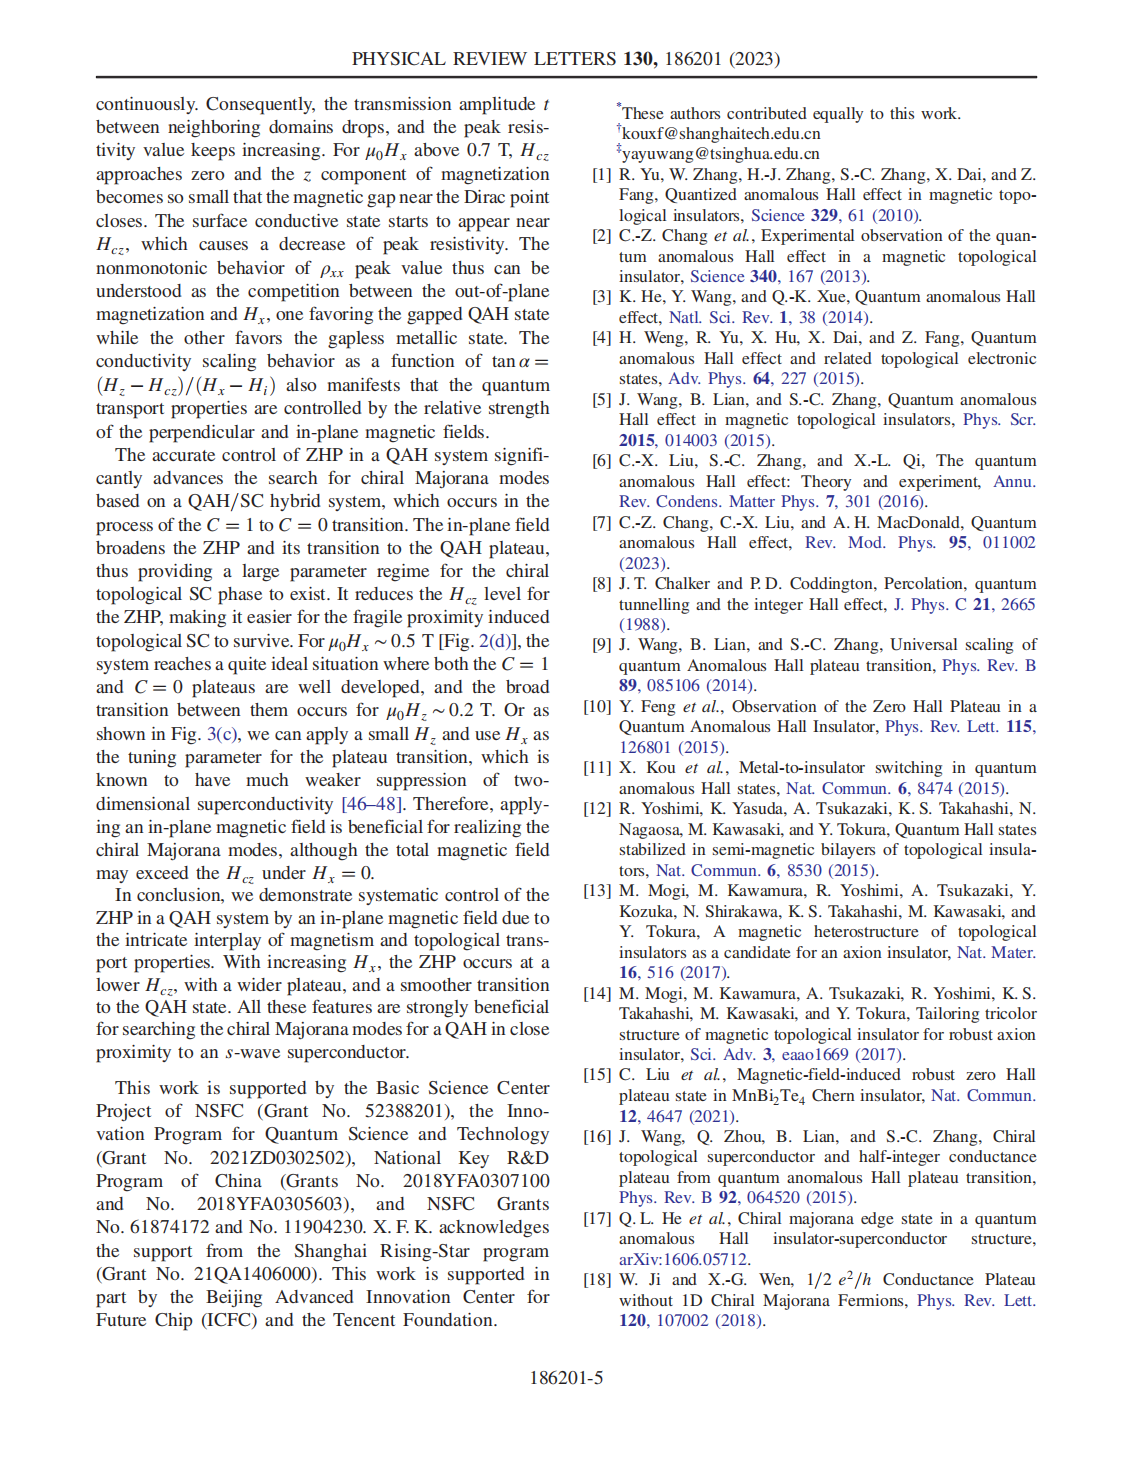 PHYSICAL REVIEW LETTERS 130, 186201 (2023)
continuously. Consequently, the transmission amplitude t
between neighboring domains drops, and the peak resis-
tivity value keeps increasing. For μ0Hx above 0.7 T, Hcz
approaches zero and the z component of magnetization
becomes so small that the magnetic gap near the Dirac point
closes. The surface conductive state starts to appear near
Hcz, which causes a decrease of peak resistivity. The
nonmonotonic behavior of ρxx peak value thus can be
understood as the competition between the out-of-plane
magnetization and Hx, one favoring the gapped QAH state
while the other favors the gapless metallic state. The
conductivity scaling behavior as a function of tan α =
(Hz − Hcz)/(Hx − Hi) also manifests that the quantum
transport properties are controlled by the relative strength
of the perpendicular and in-plane magnetic fields.
The accurate control of ZHP in a QAH system signifi-
cantly advances the search for chiral Majorana modes
based on a QAH/SC hybrid system, which occurs in the
process of the C = 1 to C = 0 transition. The in-plane field
broadens the ZHP and its transition to the QAH plateau,
thus providing a large parameter regime for the chiral
topological SC phase to exist. It reduces the Hcz level for
the ZHP, making it easier for the fragile proximity induced
topological SC to survive. For μ0Hx ∼ 0.5 T [Fig. 2(d)], the
system reaches a quite ideal situation where both the C = 1
and C = 0 plateaus are well developed, and the broad
transition between them occurs for μ0Hz ∼ 0.2 T. Or as
shown in Fig. 3(c), we can apply a small Hz and use Hx as
the tuning parameter for the plateau transition, which is
known to have much weaker suppression of two-
dimensional superconductivity [46–48]. Therefore, apply-
ing an in-plane magnetic field is beneficial for realizing the
chiral Majorana modes, although the total magnetic field
may exceed the Hcz under Hx = 0.
In conclusion, we demonstrate systematic control of the
ZHP in a QAH system by an in-plane magnetic field due to
the intricate interplay of magnetism and topological trans-
port properties. With increasing Hx, the ZHP occurs at a
lower Hcz, with a wider plateau, and a smoother transition
to the QAH state. All these features are strongly beneficial
for searching the chiral Majorana modes for a QAH in close
proximity to an s-wave superconductor.
This work is supported by the Basic Science Center
Project of NSFC (Grant No. 52388201), the Inno-
vation Program for Quantum Science and Technology
(Grant No. 2021ZD0302502), National Key R&D
Program of China (Grants No. 2018YFA0307100
and No. 2018YFA0305603), and NSFC Grants
No. 61874172 and No. 11904230. X. F. K. acknowledges
the support from the Shanghai Rising-Star program
(Grant No. 21QA1406000). This work is supported in
part by the Beijing Advanced Innovation Center for
Future Chip (ICFC) and the Tencent Foundation.
*These authors contributed equally to this work.
†kouxf@shanghaitech.edu.cn
‡yayuwang@tsinghua.edu.cn
[1] R. Yu, W. Zhang, H.-J. Zhang, S.-C. Zhang, X. Dai, and Z.
Fang, Quantized anomalous Hall effect in magnetic topo-
logical insulators, Science 329, 61 (2010).
[2] C.-Z. Chang et al., Experimental observation of the quan-
tum anomalous Hall effect in a magnetic topological
insulator, Science 340, 167 (2013).
[3] K. He, Y. Wang, and Q.-K. Xue, Quantum anomalous Hall
effect, Natl. Sci. Rev. 1, 38 (2014).
[4] H. Weng, R. Yu, X. Hu, X. Dai, and Z. Fang, Quantum
anomalous Hall effect and related topological electronic
states, Adv. Phys. 64, 227 (2015).
[5] J. Wang, B. Lian, and S.-C. Zhang, Quantum anomalous
Hall effect in magnetic topological insulators, Phys. Scr.
2015, 014003 (2015).
[6] C.-X. Liu, S.-C. Zhang, and X.-L. Qi, The quantum
anomalous Hall effect: Theory and experiment, Annu.
Rev. Condens. Matter Phys. 7, 301 (2016).
[7] C.-Z. Chang, C.-X. Liu, and A. H. MacDonald, Quantum
anomalous Hall effect, Rev. Mod. Phys. 95, 011002
(2023).
[8] J. T. Chalker and P. D. Coddington, Percolation, quantum
tunnelling and the integer Hall effect, J. Phys. C 21, 2665
(1988).
[9] J. Wang, B. Lian, and S.-C. Zhang, Universal scaling of
quantum Anomalous Hall plateau transition, Phys. Rev. B
89, 085106 (2014).
[10] Y. Feng et al., Observation of the Zero Hall Plateau in a
Quantum Anomalous Hall Insulator, Phys. Rev. Lett. 115,
126801 (2015).
[11] X. Kou et al., Metal-to-insulator switching in quantum
anomalous Hall states, Nat. Commun. 6, 8474 (2015).
[12] R. Yoshimi, K. Yasuda, A. Tsukazaki, K. S. Takahashi, N.
Nagaosa, M. Kawasaki, and Y. Tokura, Quantum Hall states
stabilized in semi-magnetic bilayers of topological insula-
tors, Nat. Commun. 6, 8530 (2015).
[13] M. Mogi, M. Kawamura, R. Yoshimi, A. Tsukazaki, Y.
Kozuka, N. Shirakawa, K. S. Takahashi, M. Kawasaki, and
Y. Tokura, A magnetic heterostructure of topological
insulators as a candidate for an axion insulator, Nat. Mater.
16, 516 (2017).
[14] M. Mogi, M. Kawamura, A. Tsukazaki, R. Yoshimi, K. S.
Takahashi, M. Kawasaki, and Y. Tokura, Tailoring tricolor
structure of magnetic topological insulator for robust axion
insulator, Sci. Adv. 3, eaao1669 (2017).
[15] C. Liu et al., Magnetic-field-induced robust zero Hall
plateau state in MnBi2Te4 Chern insulator, Nat. Commun.
12, 4647 (2021).
[16] J. Wang, Q. Zhou, B. Lian, and S.-C. Zhang, Chiral
topological superconductor and half-integer conductance
plateau from quantum anomalous Hall plateau transition,
Phys. Rev. B 92, 064520 (2015).
[17] Q. L. He et al., Chiral majorana edge state in a quantum
anomalous Hall insulator-superconductor structure,
arXiv:1606.05712.
[18] W. Ji and X.-G. Wen, 1/2 e²/h Conductance Plateau
without 1D Chiral Majorana Fermions, Phys. Rev. Lett.
120, 107002 (2018).
186201-5